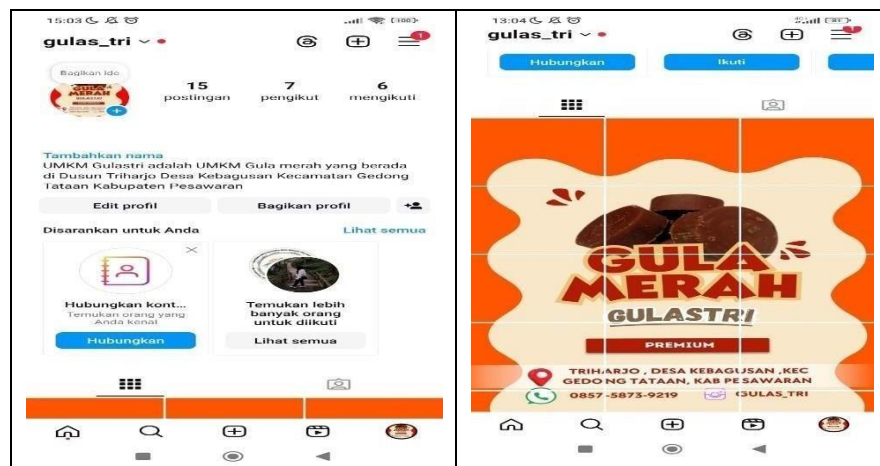 15:03
gulas_tri
Bagikan ide
15 7 6
postingan pengikut mengikuti
Tambahkan nama
UMKM Gulastri adalah UMKM Gula merah yang berada
di Dusun Triharjo Desa Kebagusan Kecamatan Gedong
Tataan Kabupaten Pesawaran
Edit profil Bagikan profil
Disarankan untuk Anda Lihat semua
Hubungkan kont...
Temukan orang yang
Anda kenal
Hubungkan
Temukan lebih
banyak orang
untuk diikuti
Lihat semua
13:04
gulas_tri
Hubungkan Ikuti
GULA
MERAH
GULASTRI
PREMIUM
TRIHARJO , DESA KEBAGUSAN ,KEC
GEDONG TATAAN, KAB PESAWARAN
0857-5873-9219 GULAS_TRI